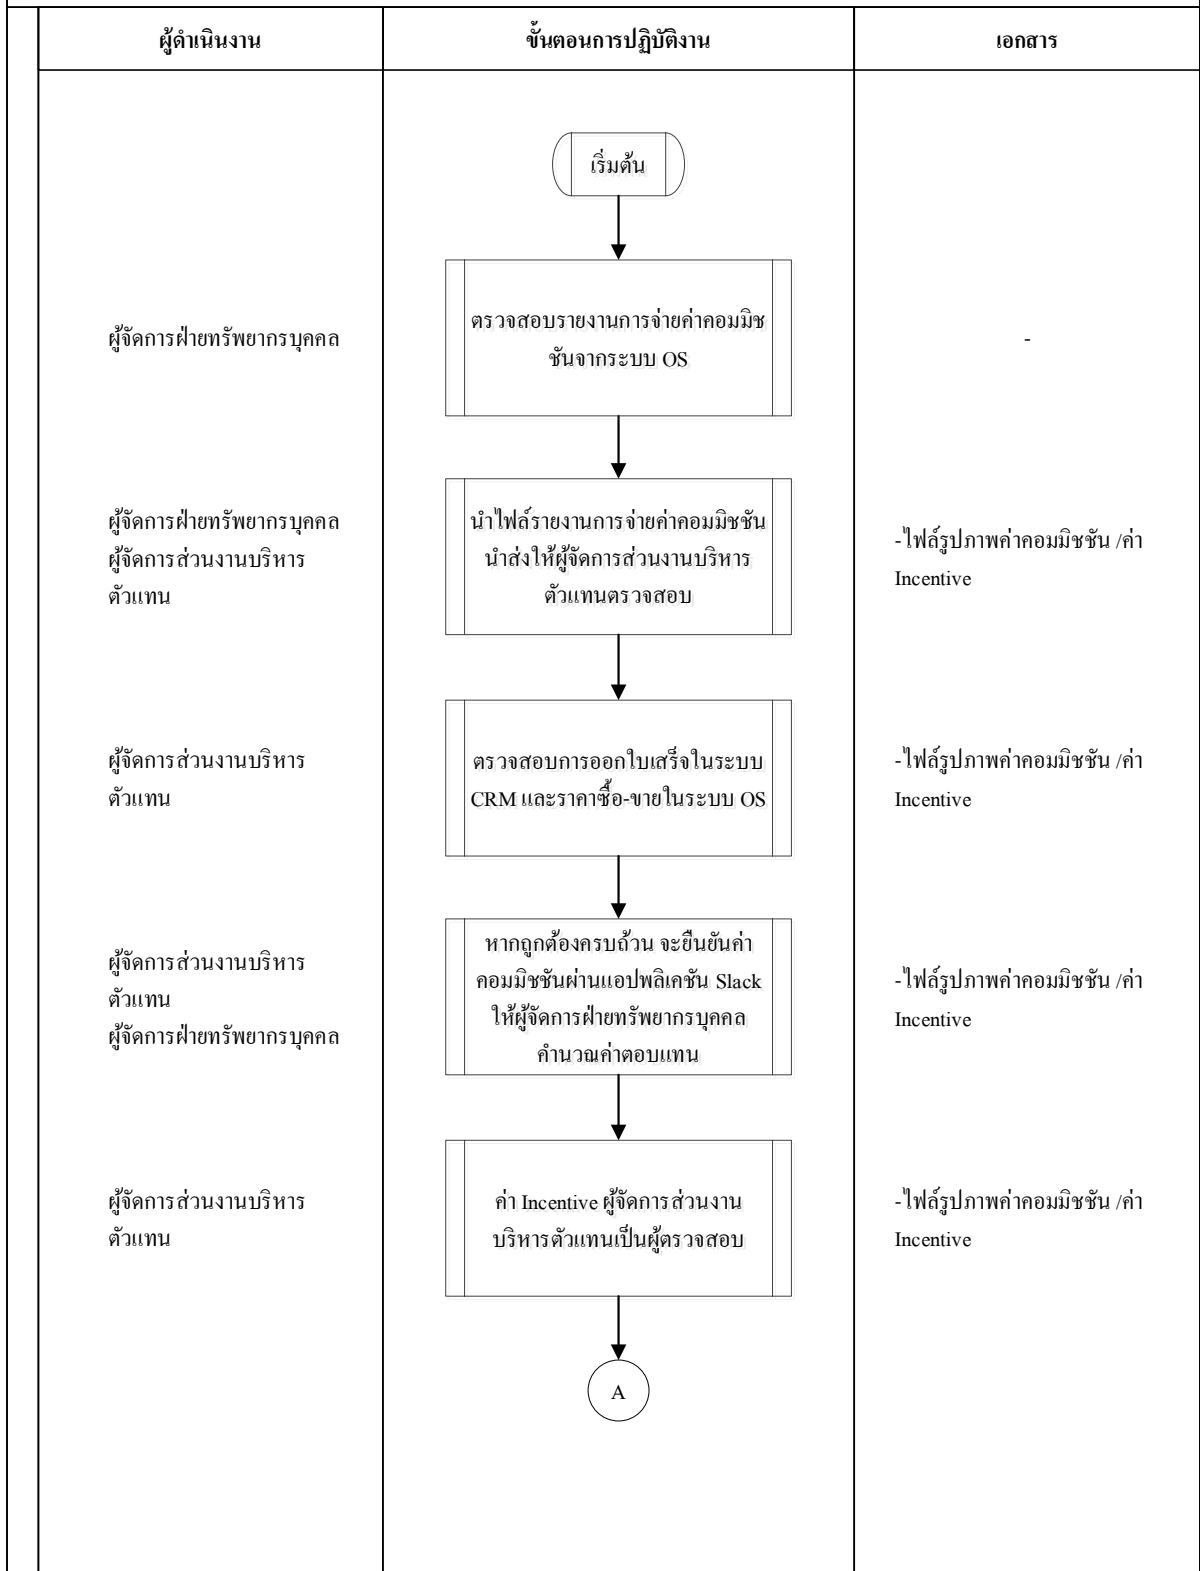 ผู้ดำเนินงาน
ขั้นตอนการปฏิบัติงาน
เอกสาร
เริ่มต้น
ผู้จัดการฝ่ายทรัพยากรบุคคล
ตรวจสอบรายงานการจ่ายค่าคอมมิช
ชันจากระบบ OS
-
ผู้จัดการฝ่ายทรัพยากรบุคคล
ผู้จัดการส่วนงานบริหาร
ตัวแทน
นำไฟล์รายงานการจ่ายค่าคอมมิชชัน
นำส่งให้ผู้จัดการส่วนงานบริหาร
ตัวแทนตรวจสอบ
-ไฟล์รูปภาพค่าคอมมิชชัน /ค่า
Incentive
ผู้จัดการส่วนงานบริหาร
ตัวแทน
ตรวจสอบการออกใบเสร็จในระบบ
CRM และราคาซื้อ-ขายในระบบ OS
-ไฟล์รูปภาพค่าคอมมิชชัน /ค่า
Incentive
ผู้จัดการส่วนงานบริหาร
ตัวแทน
ผู้จัดการฝ่ายทรัพยากรบุคคล
หากถูกต้องครบถ้วน จะยืนยันค่า
คอมมิชชันผ่านแอปพลิเคชัน Slack
ให้ผู้จัดการฝ่ายทรัพยากรบุคคล
คำนวณค่าตอบแทน
-ไฟล์รูปภาพค่าคอมมิชชัน /ค่า
Incentive
ผู้จัดการส่วนงานบริหาร
ตัวแทน
ค่า Incentive ผู้จัดการส่วนงาน
บริหารตัวแทนเป็นผู้ตรวจสอบ
-ไฟล์รูปภาพค่าคอมมิชชัน /ค่า
Incentive
A